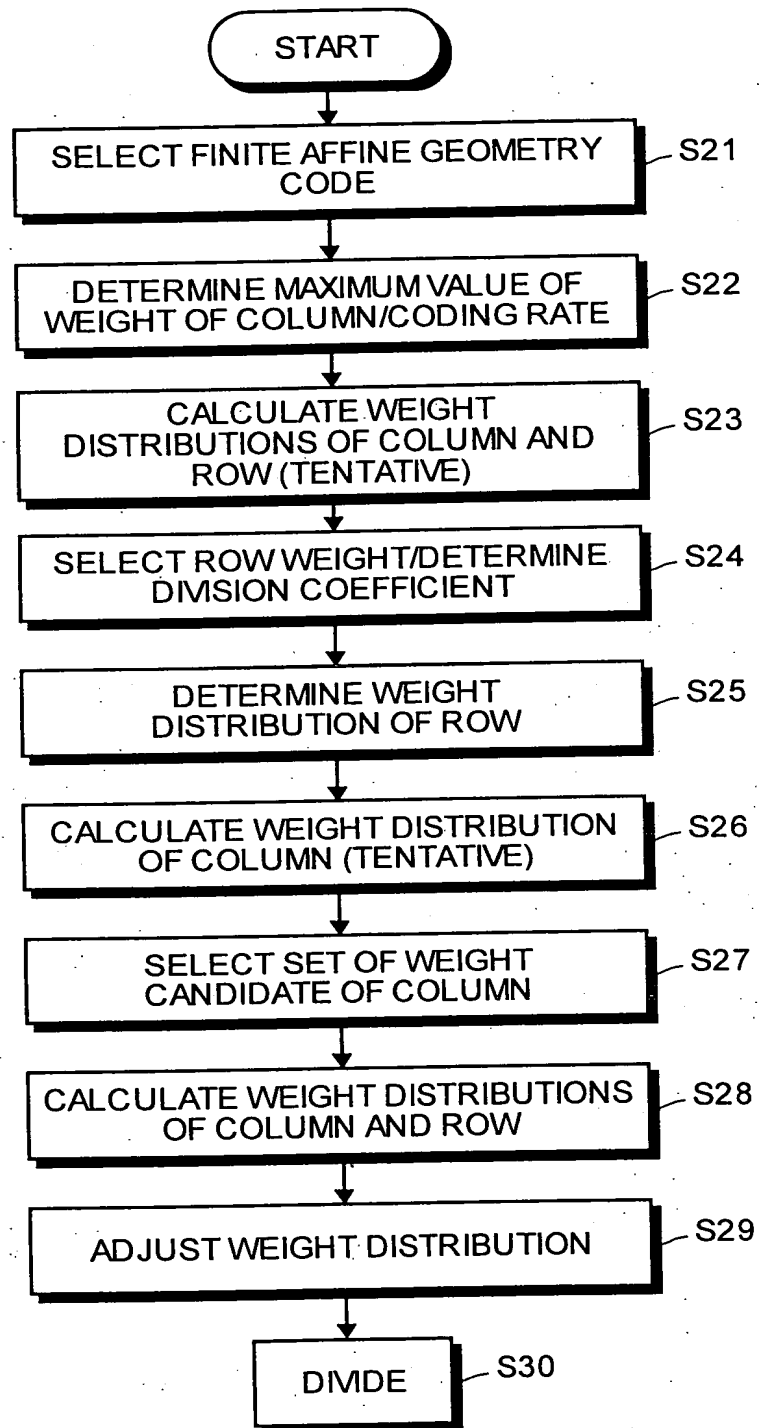 START
SELECT FINITE AFFINE GEOMETRY
CODE
S21
DETERMINE MAXIMUM VALUE OF
WEIGHT OF COLUMN/CODING RATE
S22
CALCULATE WEIGHT
DISTRIBUTIONS OF COLUMN AND
ROW (TENTATIVE)
S23
SELECT ROW WEIGHT/DETERMINE
DIVISION COEFFICIENT
S24
DETERMINE WEIGHT
DISTRIBUTION OF ROW
S25
CALCULATE WEIGHT DISTRIBUTION
OF COLUMN (TENTATIVE)
S26
SELECT SET OF WEIGHT
CANDIDATE OF COLUMN
S27
CALCULATE WEIGHT DISTRIBUTIONS
OF COLUMN AND ROW
S28
ADJUST WEIGHT DISTRIBUTION
S29
DIVIDE
S30